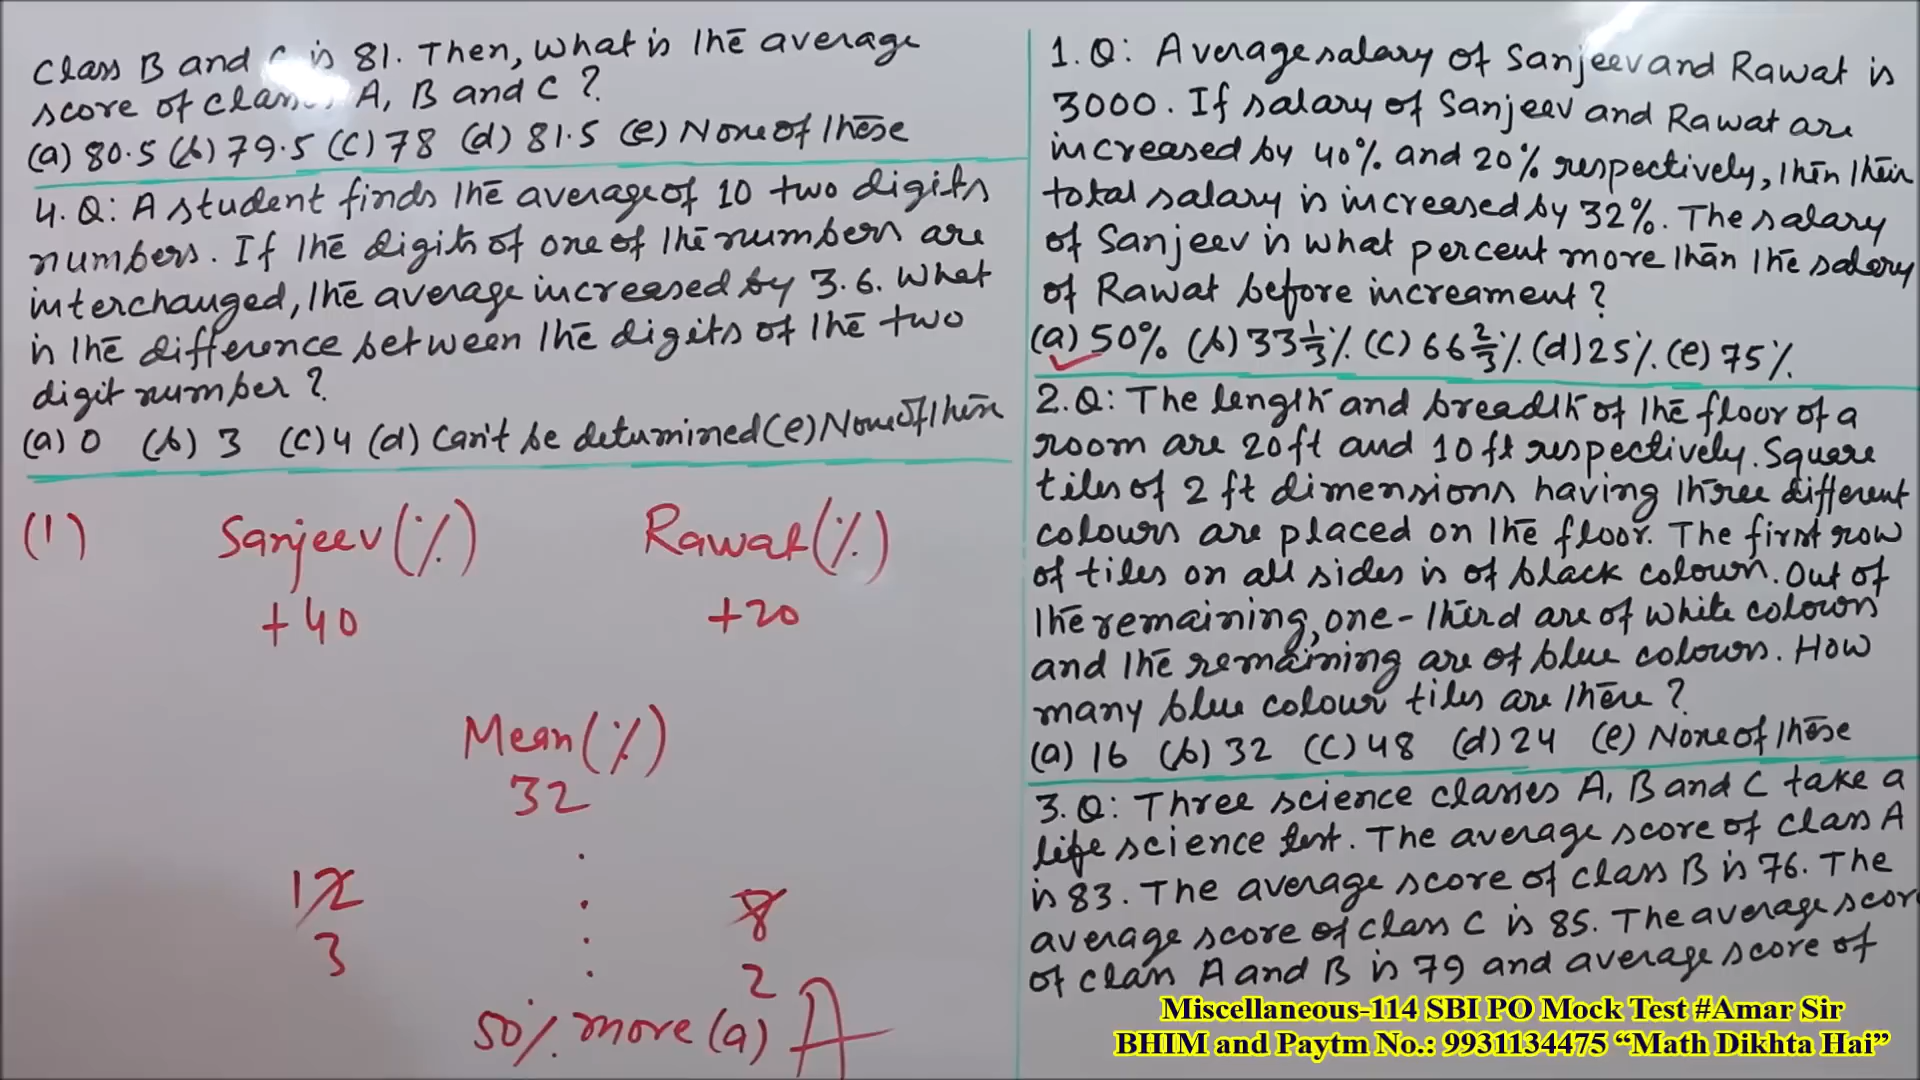 class B and C is 81. Then, what is the average
score of classes A, B and C ?
(a) 80.5 (b) 79.5 (c) 78 (d) 81.5 (e) None of these
4. Q: A student finds the average of 10 two digits
numbers. If the digits of one of the numbers are
interchanged, the average increased by 3.6. What
is the difference between the digits of the two
digit number ?
(a) 0 (b) 3 (c) 4 (d) Can't be determined (e) None of these
(1) Sanjeev (%) Rawat (%)
+40 +20
Mean (%)
32
12 : 8
3 : 2
50% more (a) A
1. Q: Average salary of Sanjeev and Rawat is
3000. If salary of Sanjeev and Rawat are
increased by 40% and 20% respectively, then their
total salary is increased by 32%. The salary
of Sanjeev is what percent more than the salary
of Rawat before increament ?
(a) 50% (b) 33 1/3 % (c) 66 2/3 % (d) 25% (e) 75%
2. Q: The length and breadth of the floor of a
room are 20 ft and 10 ft respectively. Square
tiles of 2 ft dimensions having three different
colours are placed on the floor. The first row
of tiles on all sides is of black colour. Out of
the remaining, one-third are of white colours
and the remaining are of blue colours. How
many blue colour tiles are there ?
(a) 16 (b) 32 (c) 48 (d) 24 (e) None of these
3. Q: Three science classes A, B and C take a
life science test. The average score of class A
is 83. The average score of class B is 76. The
average score of class C is 85. The average scor
of class A and B is 79 and average score of
Miscellaneous-114 SBI PO Mock Test #Amar Sir
BHIM and Paytm No.: 9931134475 “Math Dikhta Hai”